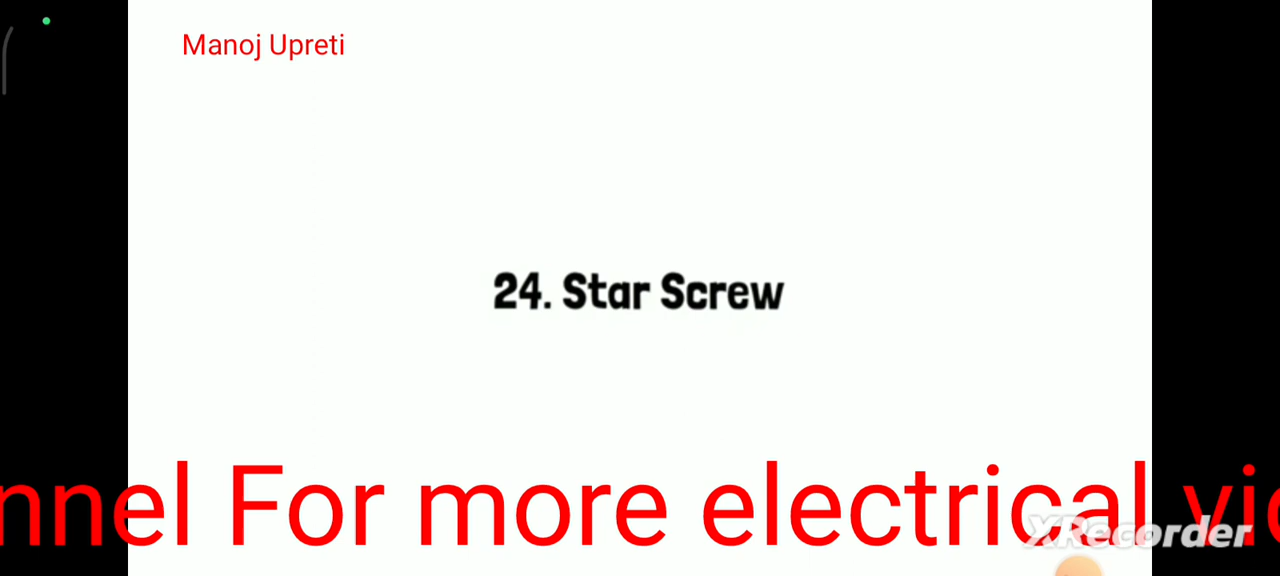 Manoj Upreti
24. Star Screw
nnel For more electrical vid
XRecorder